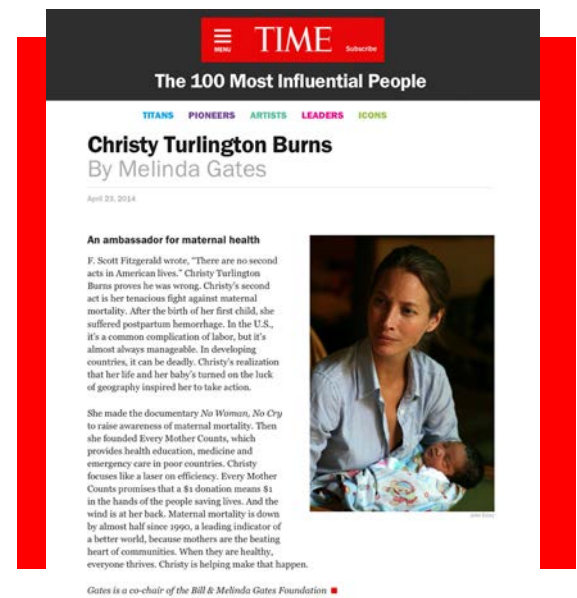 MENU
TIME
Subscribe
The 100 Most Influential People
TITANS PIONEERS ARTISTS LEADERS ICONS
Christy Turlington Burns
By Melinda Gates
April 23, 2014
An ambassador for maternal health
F. Scott Fitzgerald wrote, “There are no second
acts in American lives.” Christy Turlington
Burns proves he was wrong. Christy’s second
act is her tenacious fight against maternal
mortality. After the birth of her first child, she
suffered postpartum hemorrhage. In the U.S.,
it’s a common complication of labor, but it’s
almost always manageable. In developing
countries, it can be deadly. Christy’s realization
that her life and her baby’s turned on the luck
of geography inspired her to take action.
She made the documentary No Woman, No Cry
to raise awareness of maternal mortality. Then
she founded Every Mother Counts, which
provides health education, medicine and
emergency care in poor countries. Christy
focuses like a laser on efficiency. Every Mother
Counts promises that a $1 donation means $1
in the hands of the people saving lives. And the
wind is at her back. Maternal mortality is down
by almost half since 1990, a leading indicator of
a better world, because mothers are the beating
heart of communities. When they are healthy,
everyone thrives. Christy is helping make that happen.
Gates is a co-chair of the Bill & Melinda Gates Foundation